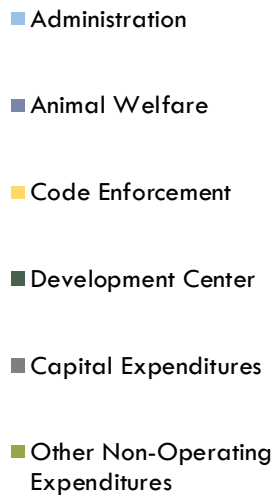 Administration
Animal Welfare
Code Enforcement
Development Center
Capital Expenditures
Other Non-Operating
Expenditures